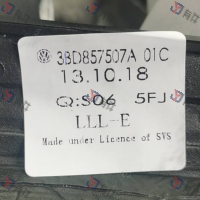 3BD857507A 01C
13.10.18
Q:S06 5FJ
LLL-E
Made under Licence of SVS